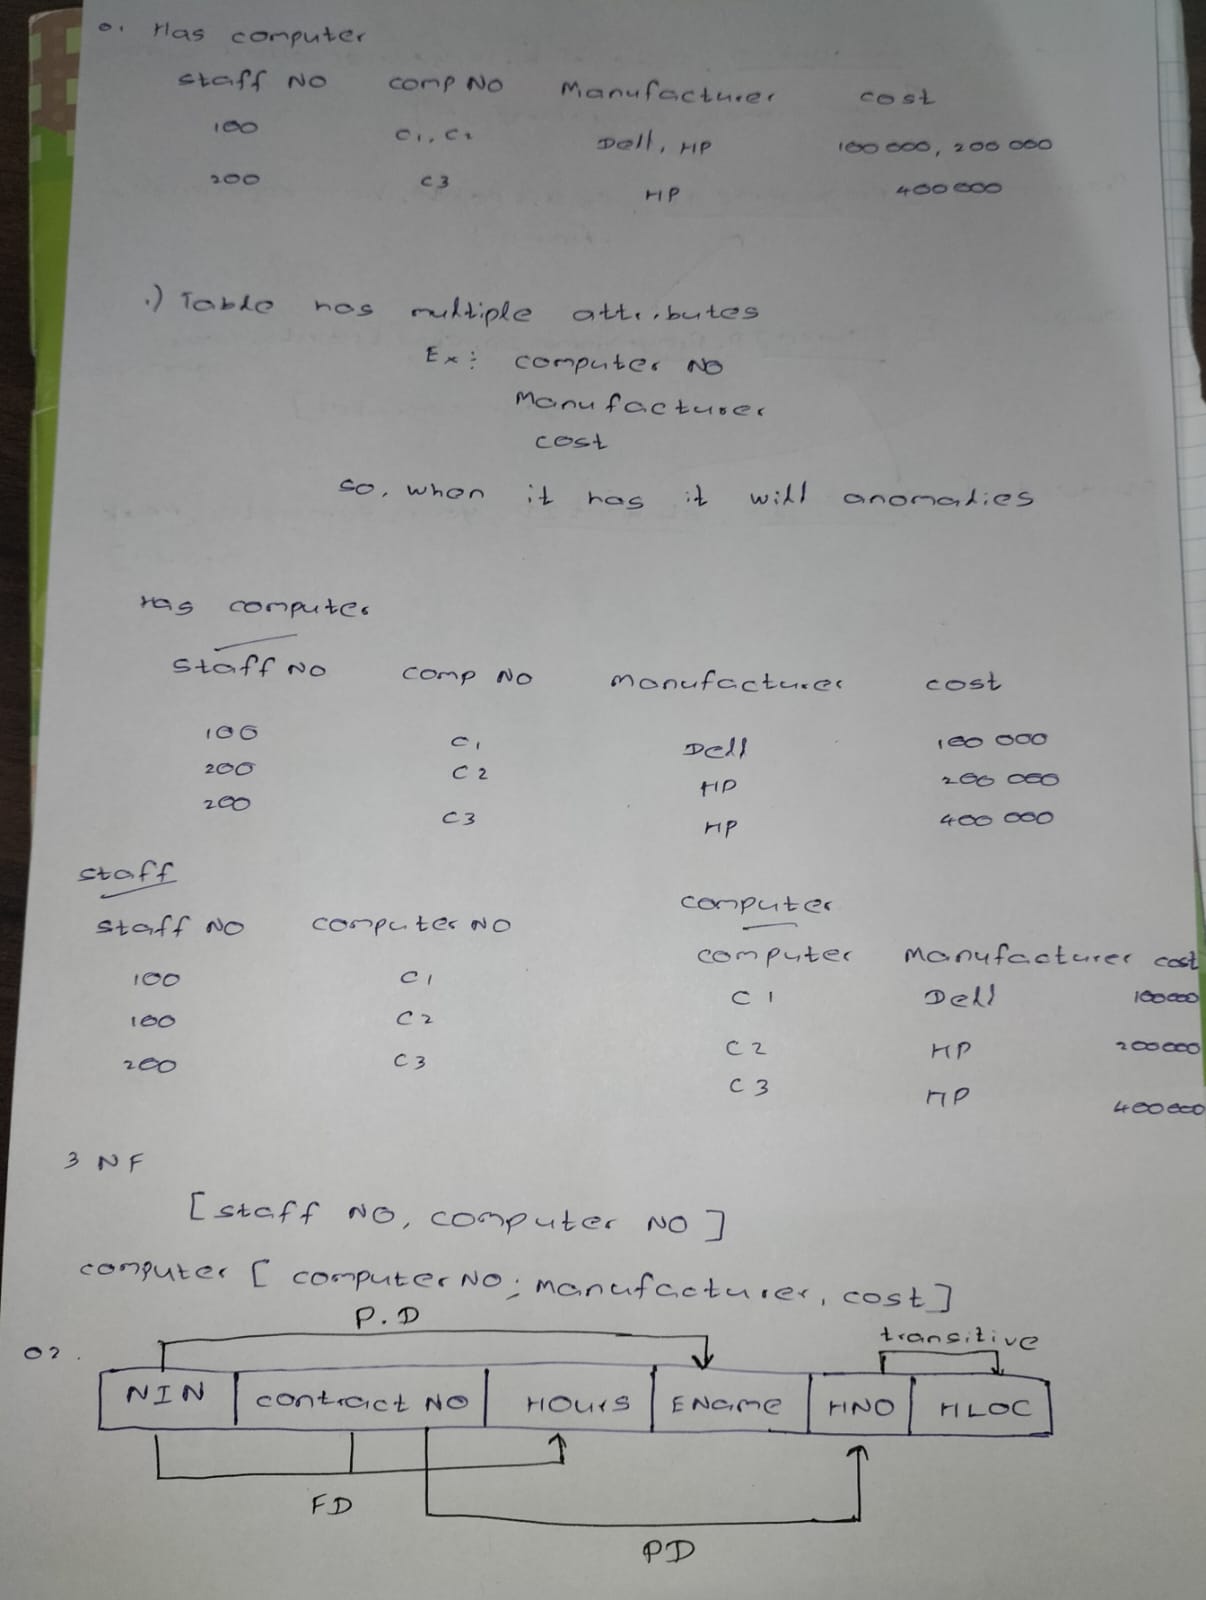 01 Has computer
staff NO comp NO Manufacturer cost
100 C1, C2 Dell, HP 100 000, 200 000
200 C3 HP 400 000
.) Table has multiple attributes
Ex: computer NO
Manufacturer
cost
so, when it has it will anomalies
Has computer
staff NO comp NO manufacturer cost
100 C1 Dell 100 000
200 C2 HP 200 000
200 C3 HP 400 000
staff
computer
staff NO computer NO
computer Manufacturer cost
100 C1
C1 Dell 100000
100 C2
C2 HP 200000
200 C3
C3 HP 400000
3 NF
[staff NO, computer NO]
computer [computer NO; manufacturer, cost]
P.D
transitive
02.
NIN contract NO HOUrS EName HNO HLOC
FD
PD